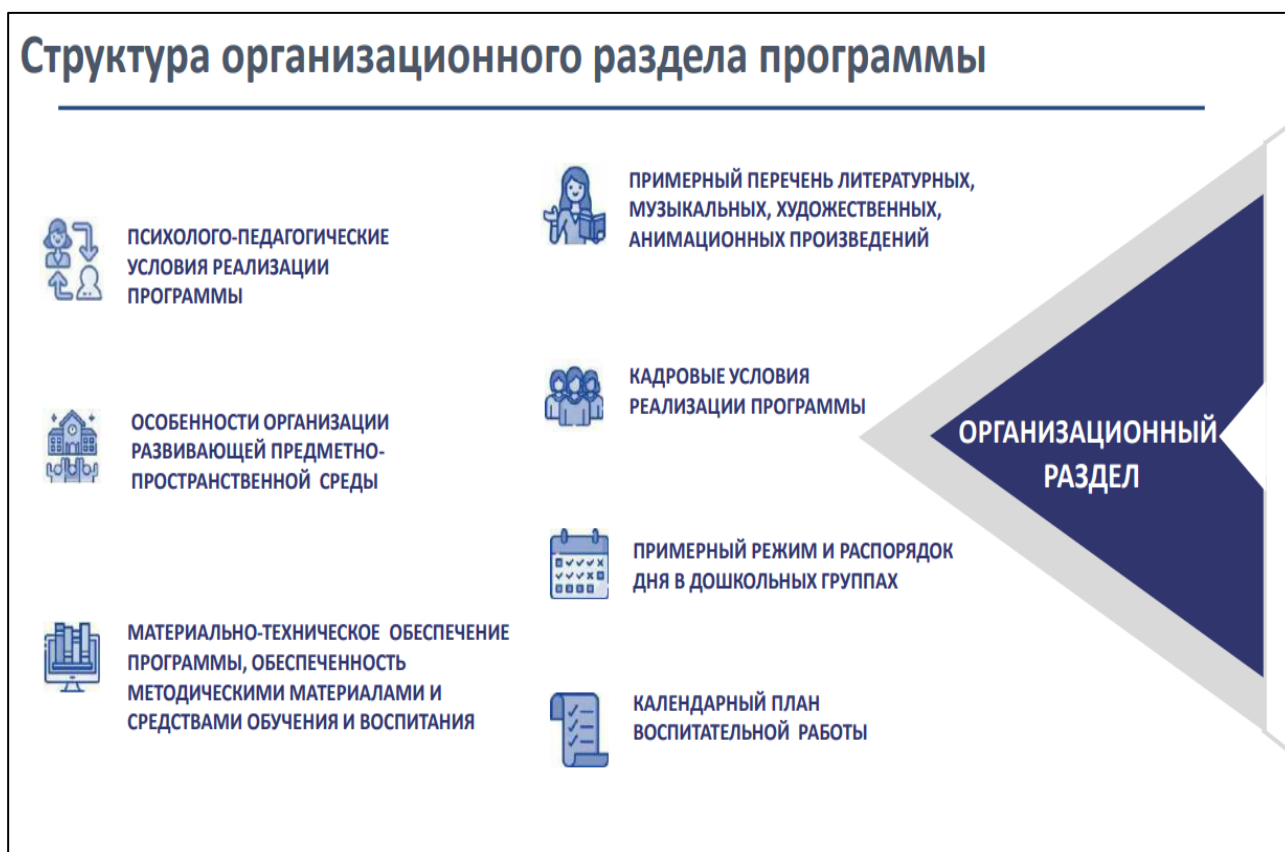 Структура организационного раздела программы
ПСИХОЛОГО-ПЕДАГОГИЧЕСКИЕ
УСЛОВИЯ РЕАЛИЗАЦИИ
ПРОГРАММЫ
ОСОБЕННОСТИ ОРГАНИЗАЦИИ
РАЗВИВАЮЩЕЙ ПРЕДМЕТНО-
ПРОСТРАНСТВЕННОЙ СРЕДЫ
МАТЕРИАЛЬНО-ТЕХНИЧЕСКОЕ ОБЕСПЕЧЕНИЕ
ПРОГРАММЫ, ОБЕСПЕЧЕННОСТЬ
МЕТОДИЧЕСКИМИ МАТЕРИАЛАМИ И
СРЕДСТВАМИ ОБУЧЕНИЯ И ВОСПИТАНИЯ
ПРИМЕРНЫЙ ПЕРЕЧЕНЬ ЛИТЕРАТУРНЫХ,
МУЗЫКАЛЬНЫХ, ХУДОЖЕСТВЕННЫХ,
АНИМАЦИОННЫХ ПРОИЗВЕДЕНИЙ
КАДРОВЫЕ УСЛОВИЯ
РЕАЛИЗАЦИИ ПРОГРАММЫ
ПРИМЕРНЫЙ РЕЖИМ И РАСПОРЯДОК
ДНЯ В ДОШКОЛЬНЫХ ГРУППАХ
КАЛЕНДАРНЫЙ ПЛАН
ВОСПИТАТЕЛЬНОЙ РАБОТЫ
ОРГАНИЗАЦИОННЫЙ
РАЗДЕЛ